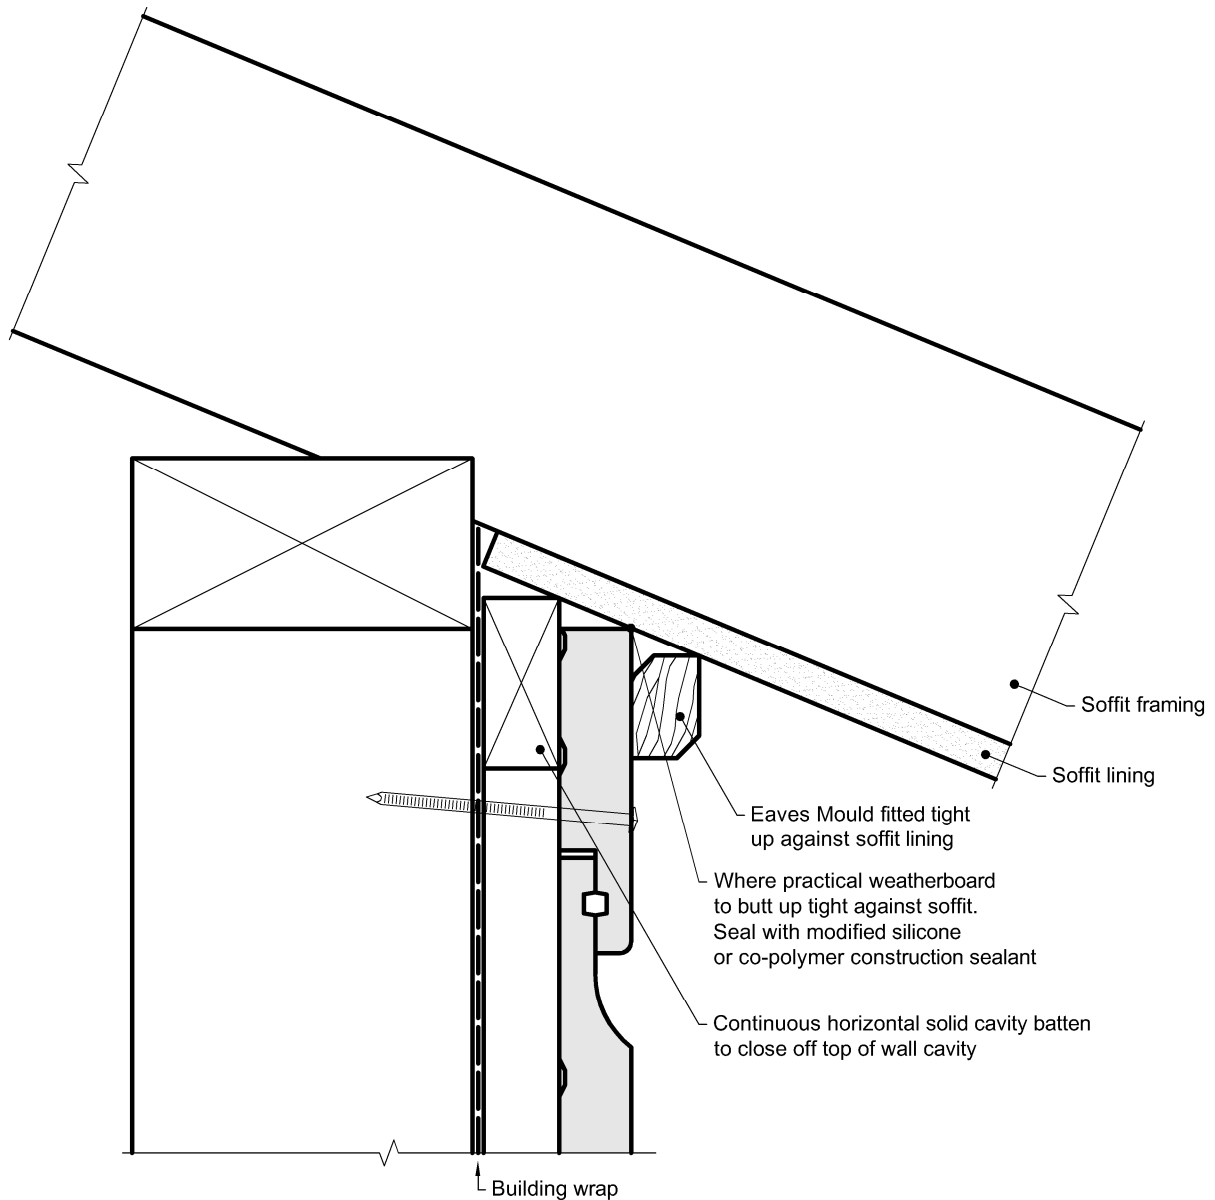 Soffit framing
Soffit lining
Eaves Mould fitted tight
up against soffit lining
Where practical weatherboard
to butt up tight against soffit.
Seal with modified silicone
or co-polymer construction sealant
Continuous horizontal solid cavity batten
to close off top of wall cavity
Building wrap